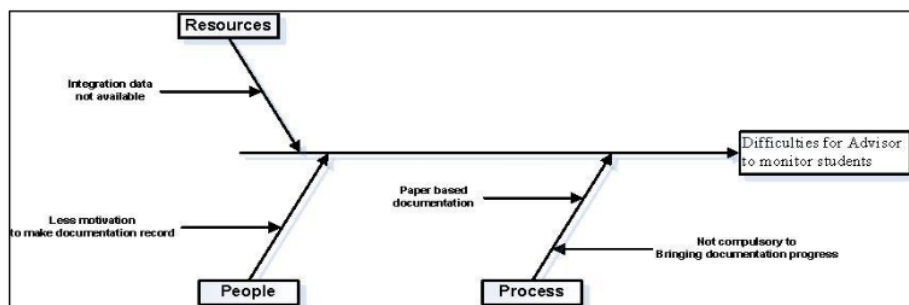 Resources
Integration data
not available
Difficulties for Advisor
to monitor students
Paper based
documentation
Less motivation
to make documentation record
Not compulsory to
Bringing documentation progress
People
Process